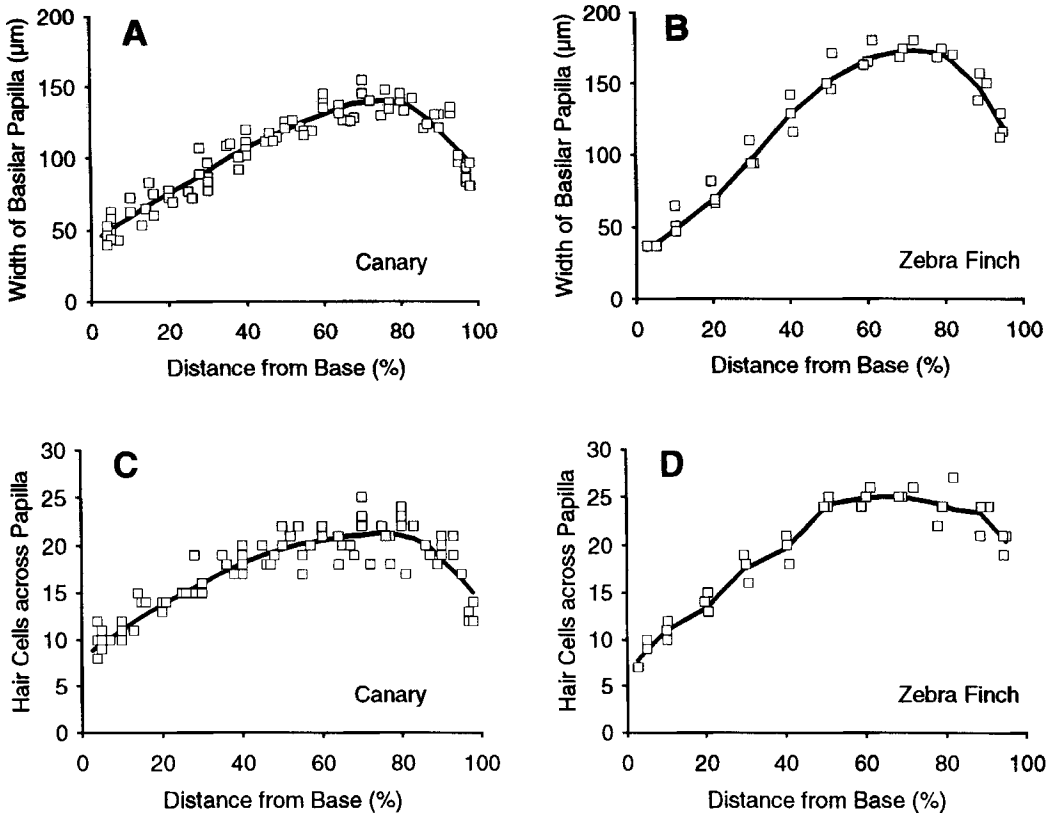 A
Width of Basilar Papilla (µm)
200
150
100
50
0
Canary
0 20 40 60 80 100
Distance from Base (%)
B
Width of Basilar Papilla (µm)
200
150
100
50
0
Zebra Finch
0 20 40 60 80 100
Distance from Base (%)
C
Hair Cells across Papilla
30
25
20
15
10
5
0
Canary
0 20 40 60 80 100
Distance from Base (%)
D
Hair Cells across Papilla
30
25
20
15
10
5
0
Zebra Finch
0 20 40 60 80 100
Distance from Base (%)